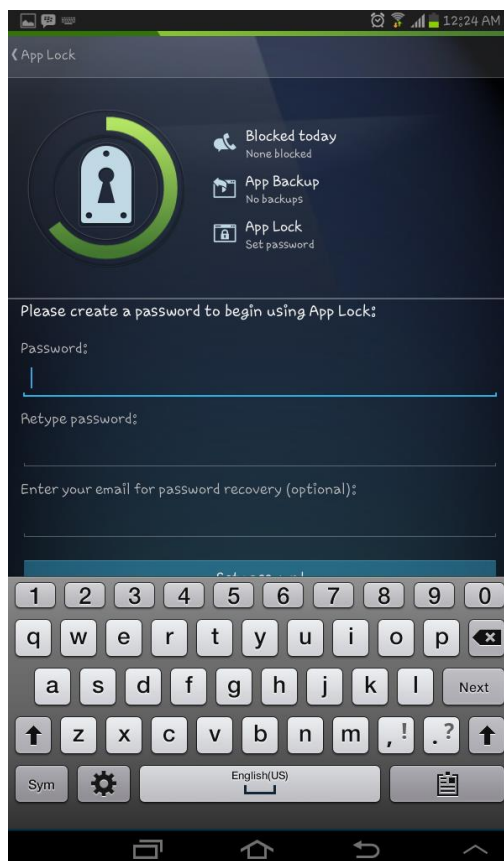 12:24 AM
App Lock
Blocked today
None blocked
App Backup
No backups
App Lock
Set password
Please create a password to begin using App Lock:
Password:
Retype password:
Enter your email for password recovery (optional):
1 2 3 4 5 6 7 8 9 0
q w e r t y u i o p
a s d f g h j k l Next
z x c v b n m , ! . ?
Sym English(US)